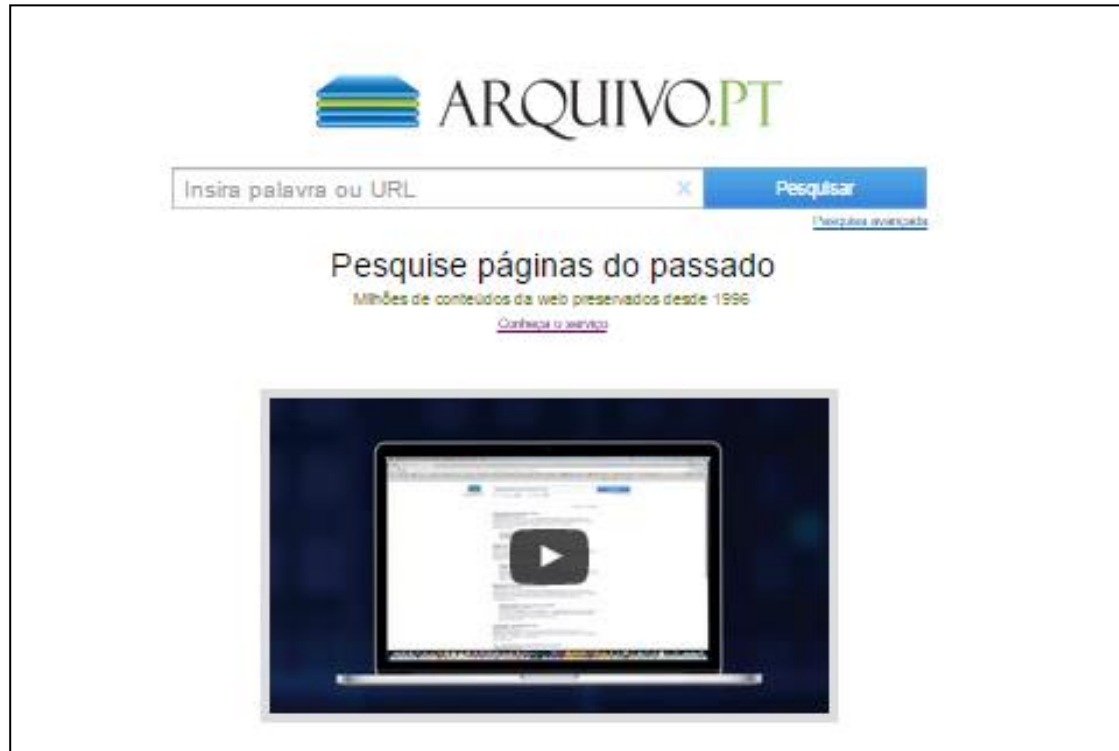 ARQUIVO.PT
Insira palavra ou URL
Pesquisar
Pesquisa avançada
Pesquise páginas do passado
Milhões de conteúdos da web preservados desde 1996
Conheça o serviço